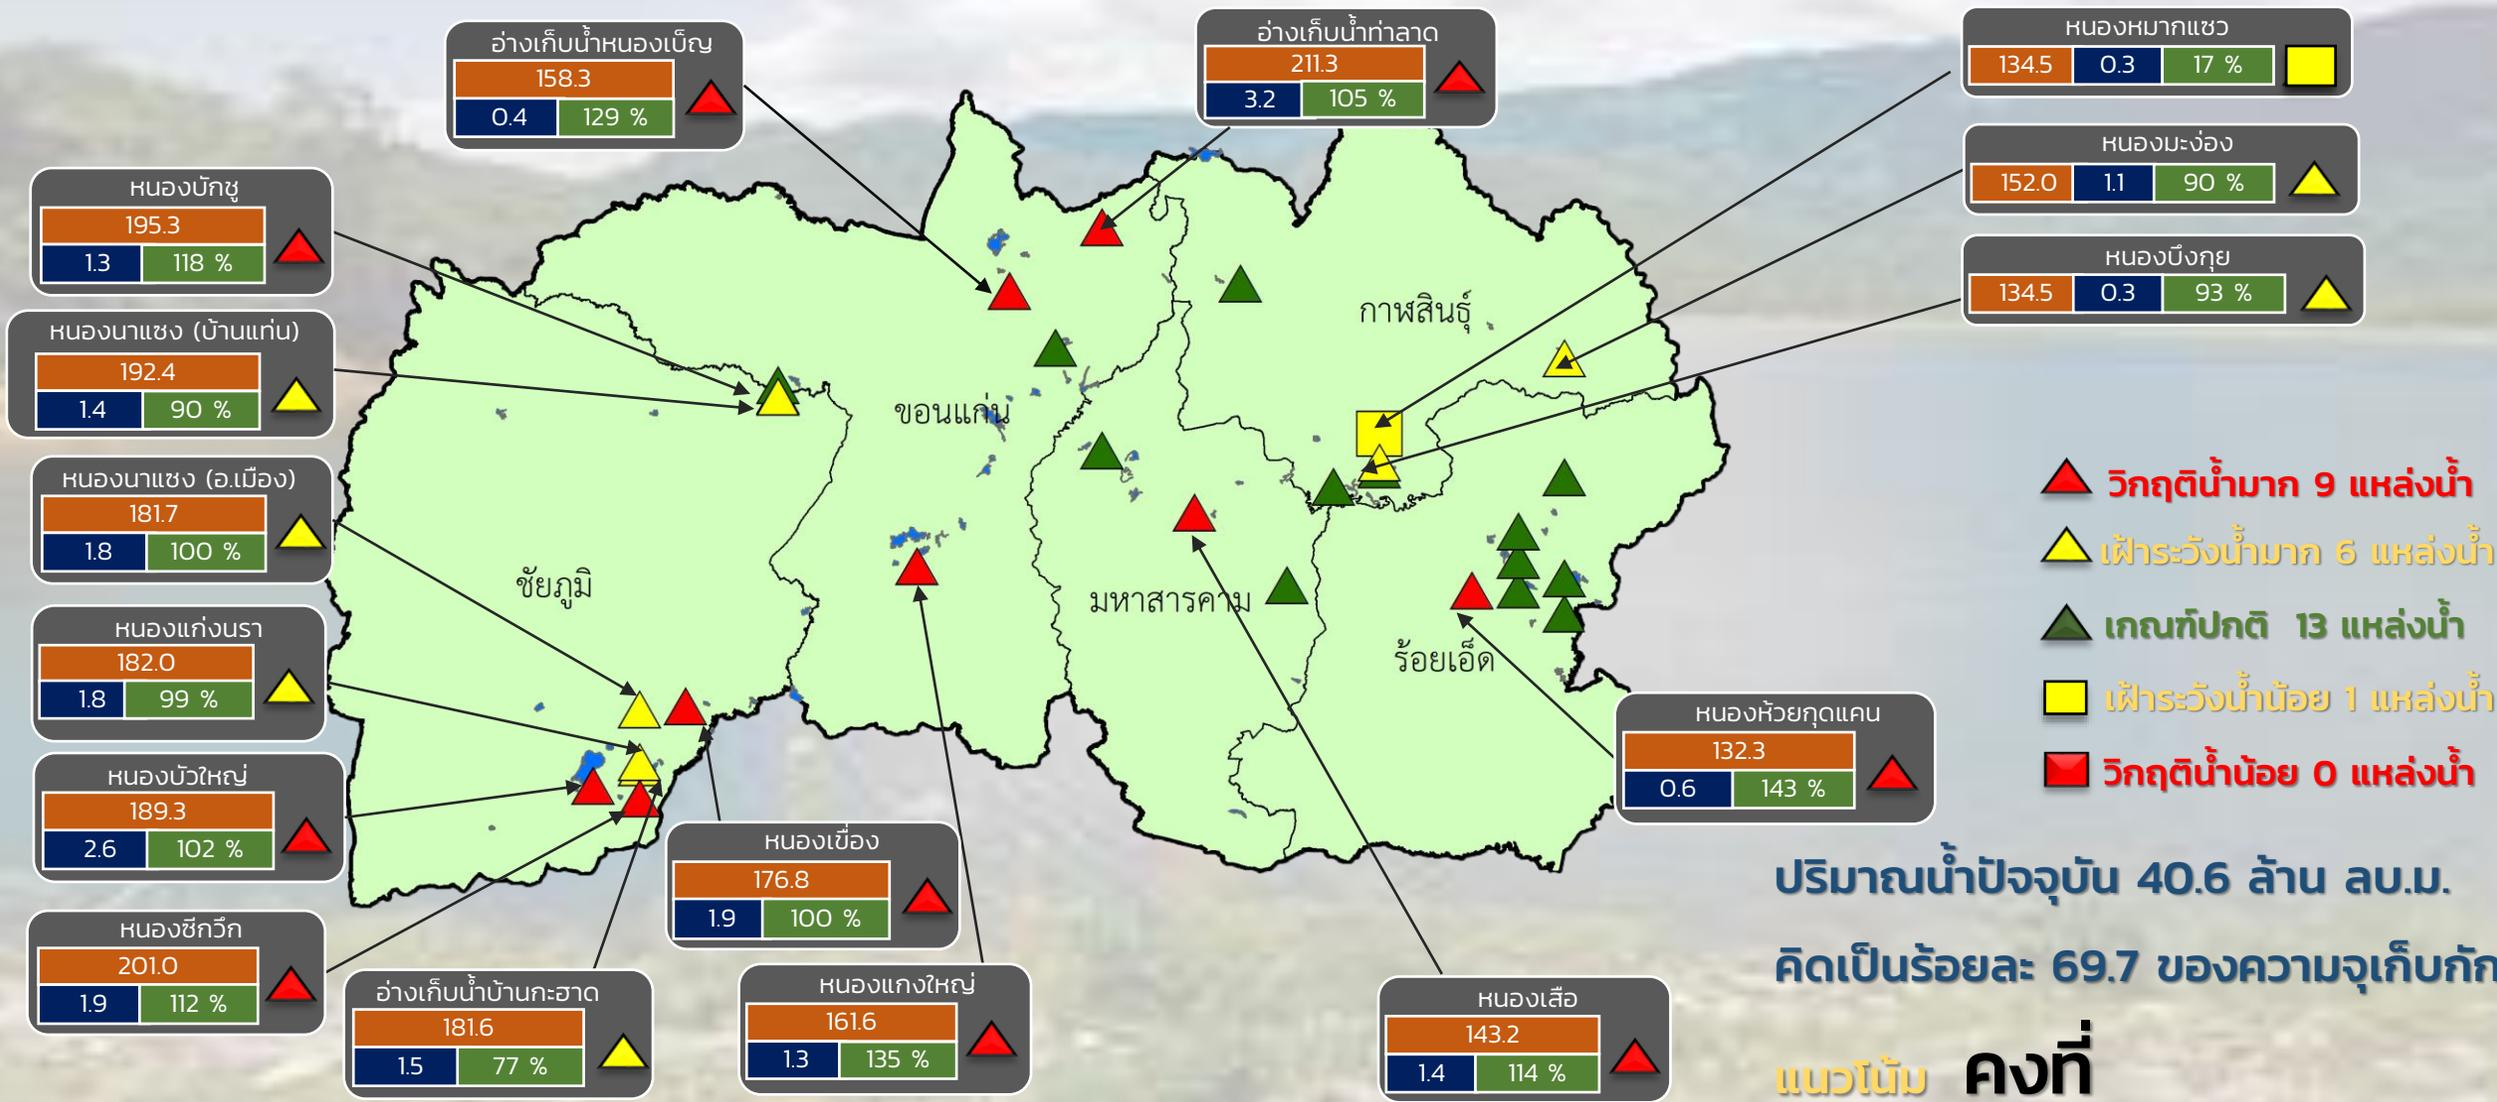 อ่างเก็บน้ำหนองเบ็ญ
158.3
0.4 129 %
อ่างเก็บน้ำท่าลาด
211.3
3.2 105 %
หนองหมากแซว
134.5 0.3 17 %
หนองมะง่อง
152.0 1.1 90 %
หนองบึงกุย
134.5 0.3 93 %
หนองบักชู
195.3
1.3 118 %
หนองนาแซง (บ้านแท่น)
192.4
1.4 90 %
หนองนาแซง (อ.เมือง)
181.7
1.8 100 %
หนองแก่งนรา
182.0
1.8 99 %
หนองบัวใหญ่
189.3
2.6 102 %
หนองซีกวึก
201.0
1.9 112 %
อ่างเก็บน้ำบ้านกะฮาด
181.6
1.5 77 %
หนองเขื่อง
176.8
1.9 100 %
หนองแกงใหญ่
161.6
1.3 135 %
หนองเสือ
143.2
1.4 114 %
หนองห้วยกุดแคน
132.3
0.6 143 %
กาฬสินธุ์
ขอนแก่น
ชัยภูมิ
มหาสารคาม
ร้อยเอ็ด
วิกฤติน้ำมาก 9 แหล่งน้ำ
เฝ้าระวังน้ำมาก 6 แหล่งน้ำ
เกณฑ์ปกติ 13 แหล่งน้ำ
เฝ้าระวังน้ำน้อย 1 แหล่งน้ำ
วิกฤติน้ำน้อย 0 แหล่งน้ำ
ปริมาณน้ำปัจจุบัน 40.6 ล้าน ลบ.ม.
คิดเป็นร้อยละ 69.7 ของความจุเก็บกัก
แนวโน้ม คงที่